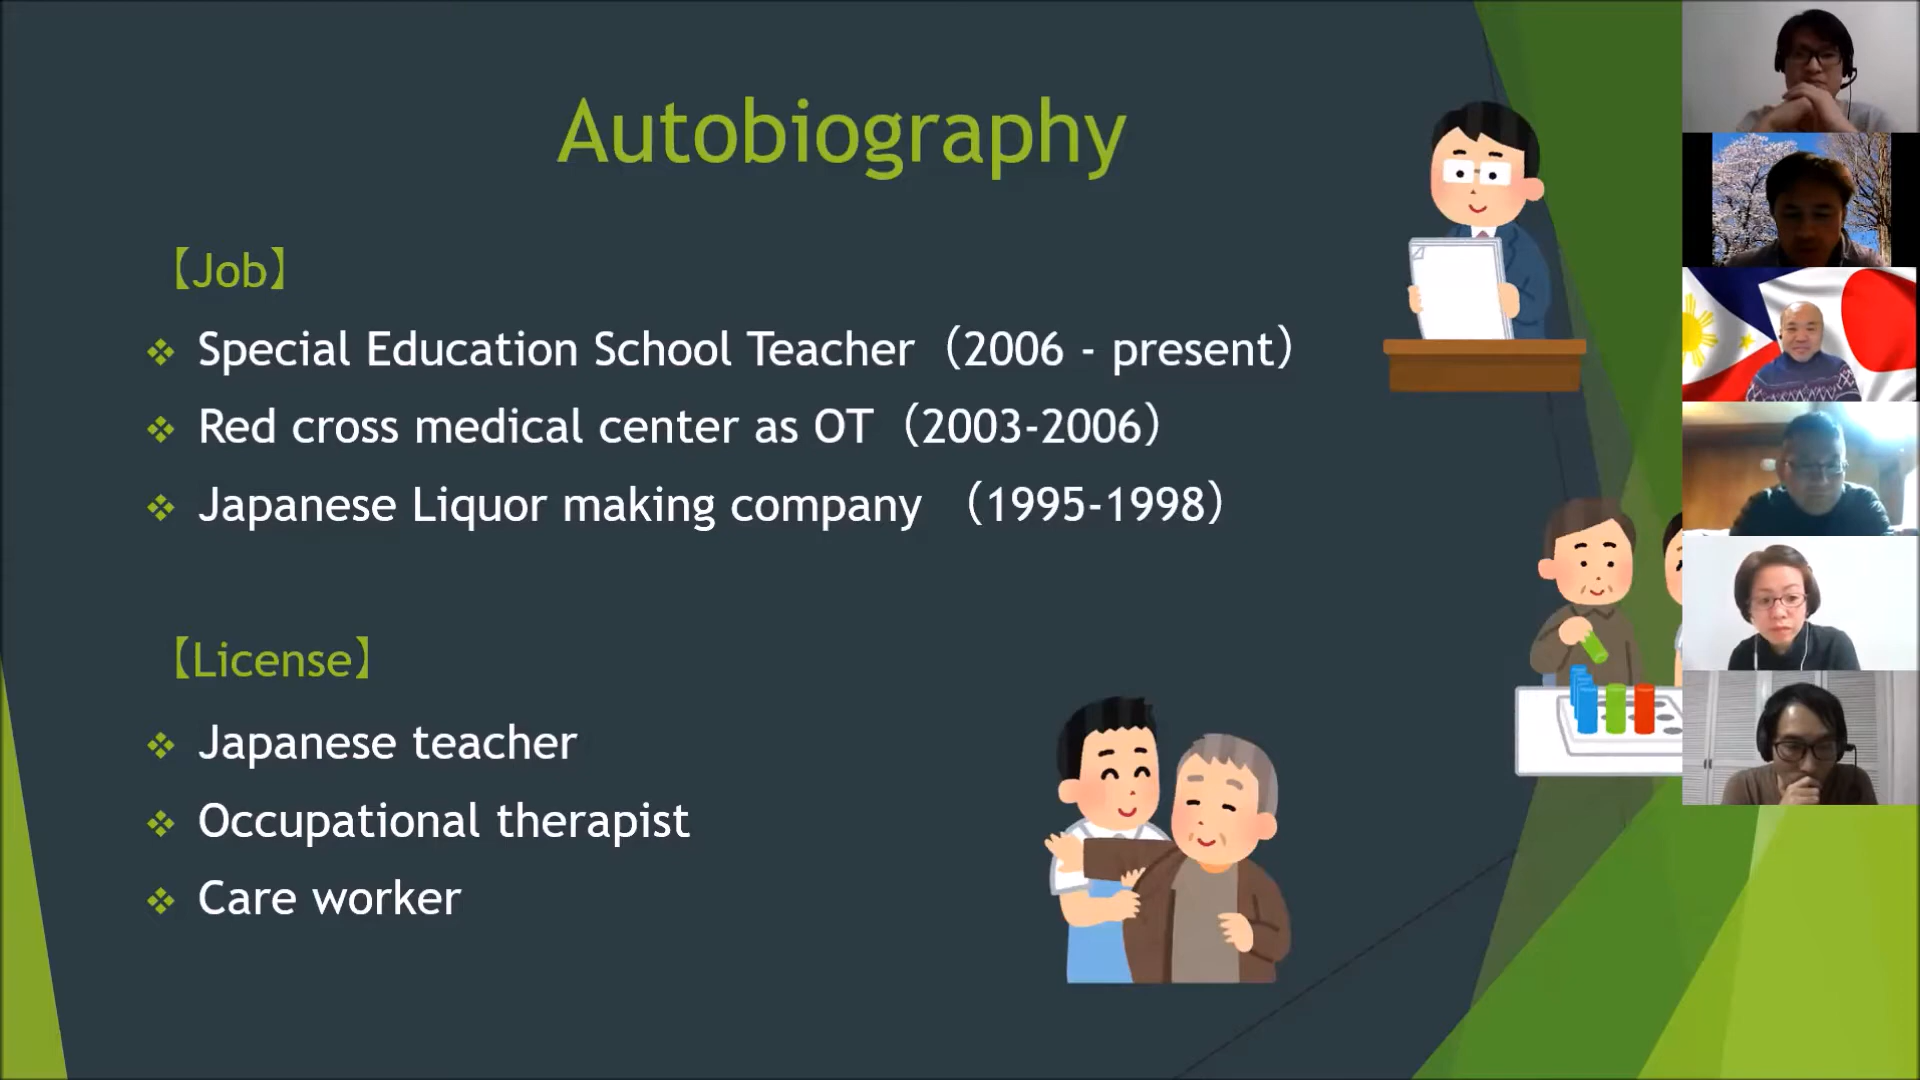 Autobiography
【Job】
Special Education School Teacher（2006 - present）
Red cross medical center as OT（2003-2006）
Japanese Liquor making company （1995-1998）
【License】
Japanese teacher
Occupational therapist
Care worker